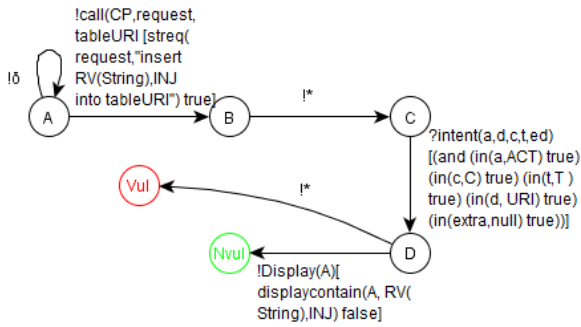 !call(CP,request,
tableURI [streq(
request,"insert
RV(String),INJ
into tableURI") true]
!δ
A
B
!*
C
?intent(a,d,c,t,ed)
[(and (in(a,ACT) true)
(in(c,C) true) (in(t,T )
true) (in(d, URI) true)
(in(extra,null) true))]
Vul
!*
Nvul
D
!Display(A)[
displaycontain(A, RV(
String),INJ) false]